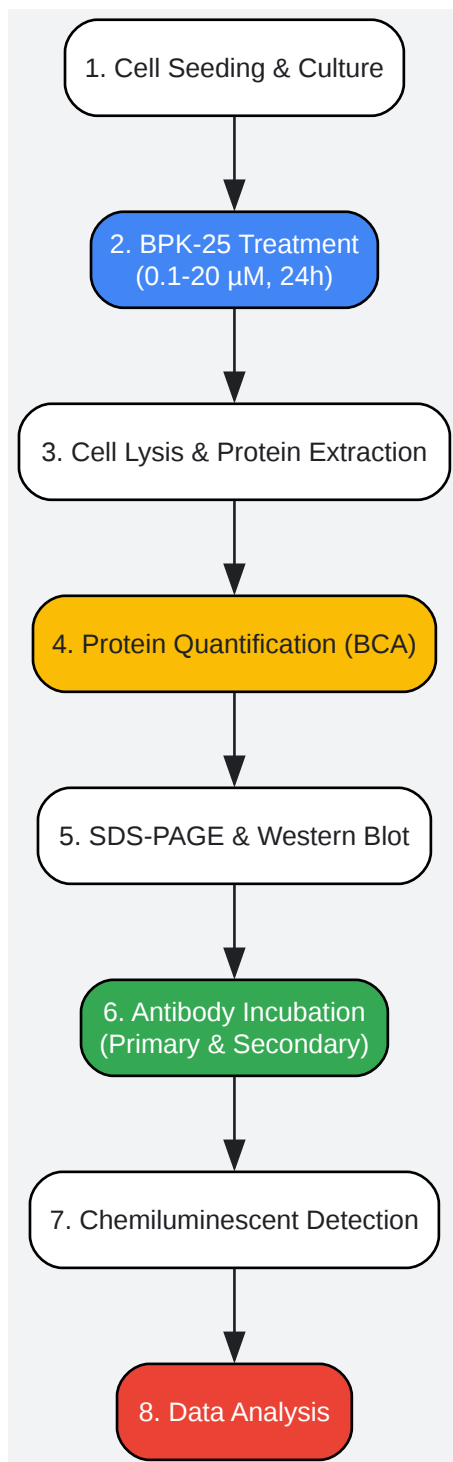 1. Cell Seeding & Culture
2. BPK-25 Treatment
(0.1-20 µM, 24h)
3. Cell Lysis & Protein Extraction
4. Protein Quantification (BCA)
5. SDS-PAGE & Western Blot
6. Antibody Incubation
(Primary & Secondary)
7. Chemiluminescent Detection
8. Data Analysis